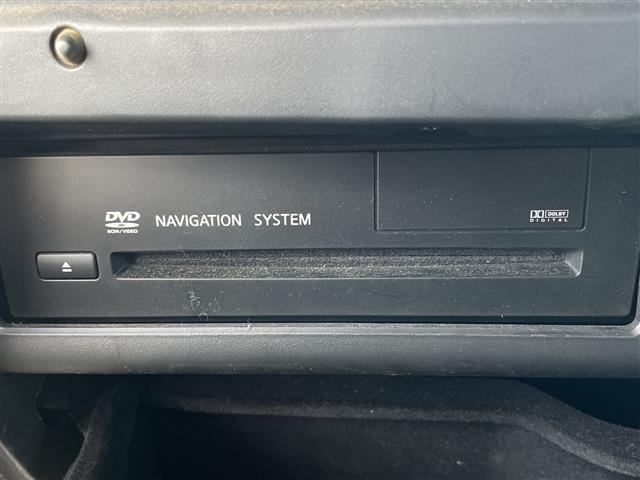 DVD NAVIGATION SYSTEM
ROM/VIDEO
DOLBY
DIGITAL